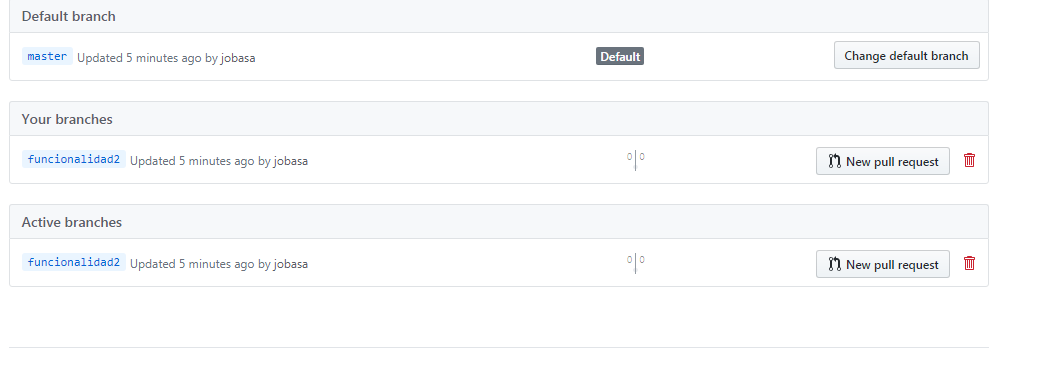 Default branch
master Updated 5 minutes ago by jobasa Default Change default branch
Your branches
funcionalidad2 Updated 5 minutes ago by jobasa 0 0 New pull request
Active branches
funcionalidad2 Updated 5 minutes ago by jobasa 0 0 New pull request